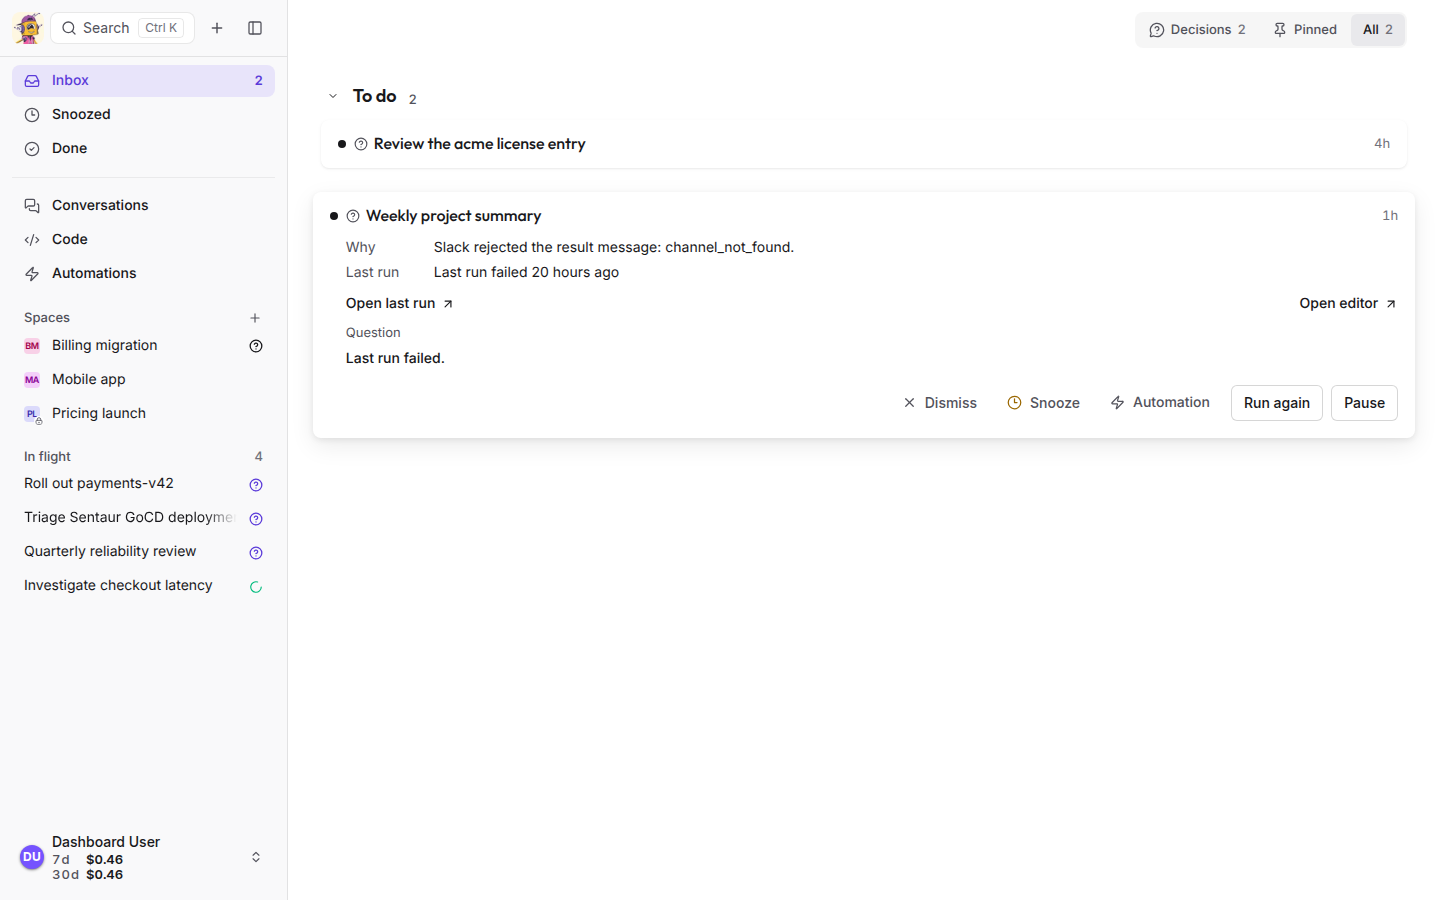 Search Ctrl K
Inbox 2
Snoozed
Done
Conversations
Code
Automations
Spaces
BM Billing migration
MA Mobile app
PL Pricing launch
In flight 4
Roll out payments-v42
Triage Sentaur GoCD deployme
Quarterly reliability review
Investigate checkout latency
DU Dashboard User
7d $0.46
30d $0.46
Decisions 2 Pinned All 2
To do 2
Review the acme license entry 4h
Weekly project summary 1h
Why Slack rejected the result message: channel_not_found.
Last run Last run failed 20 hours ago
Open last run Open editor
Question
Last run failed.
Dismiss Snooze Automation Run again Pause